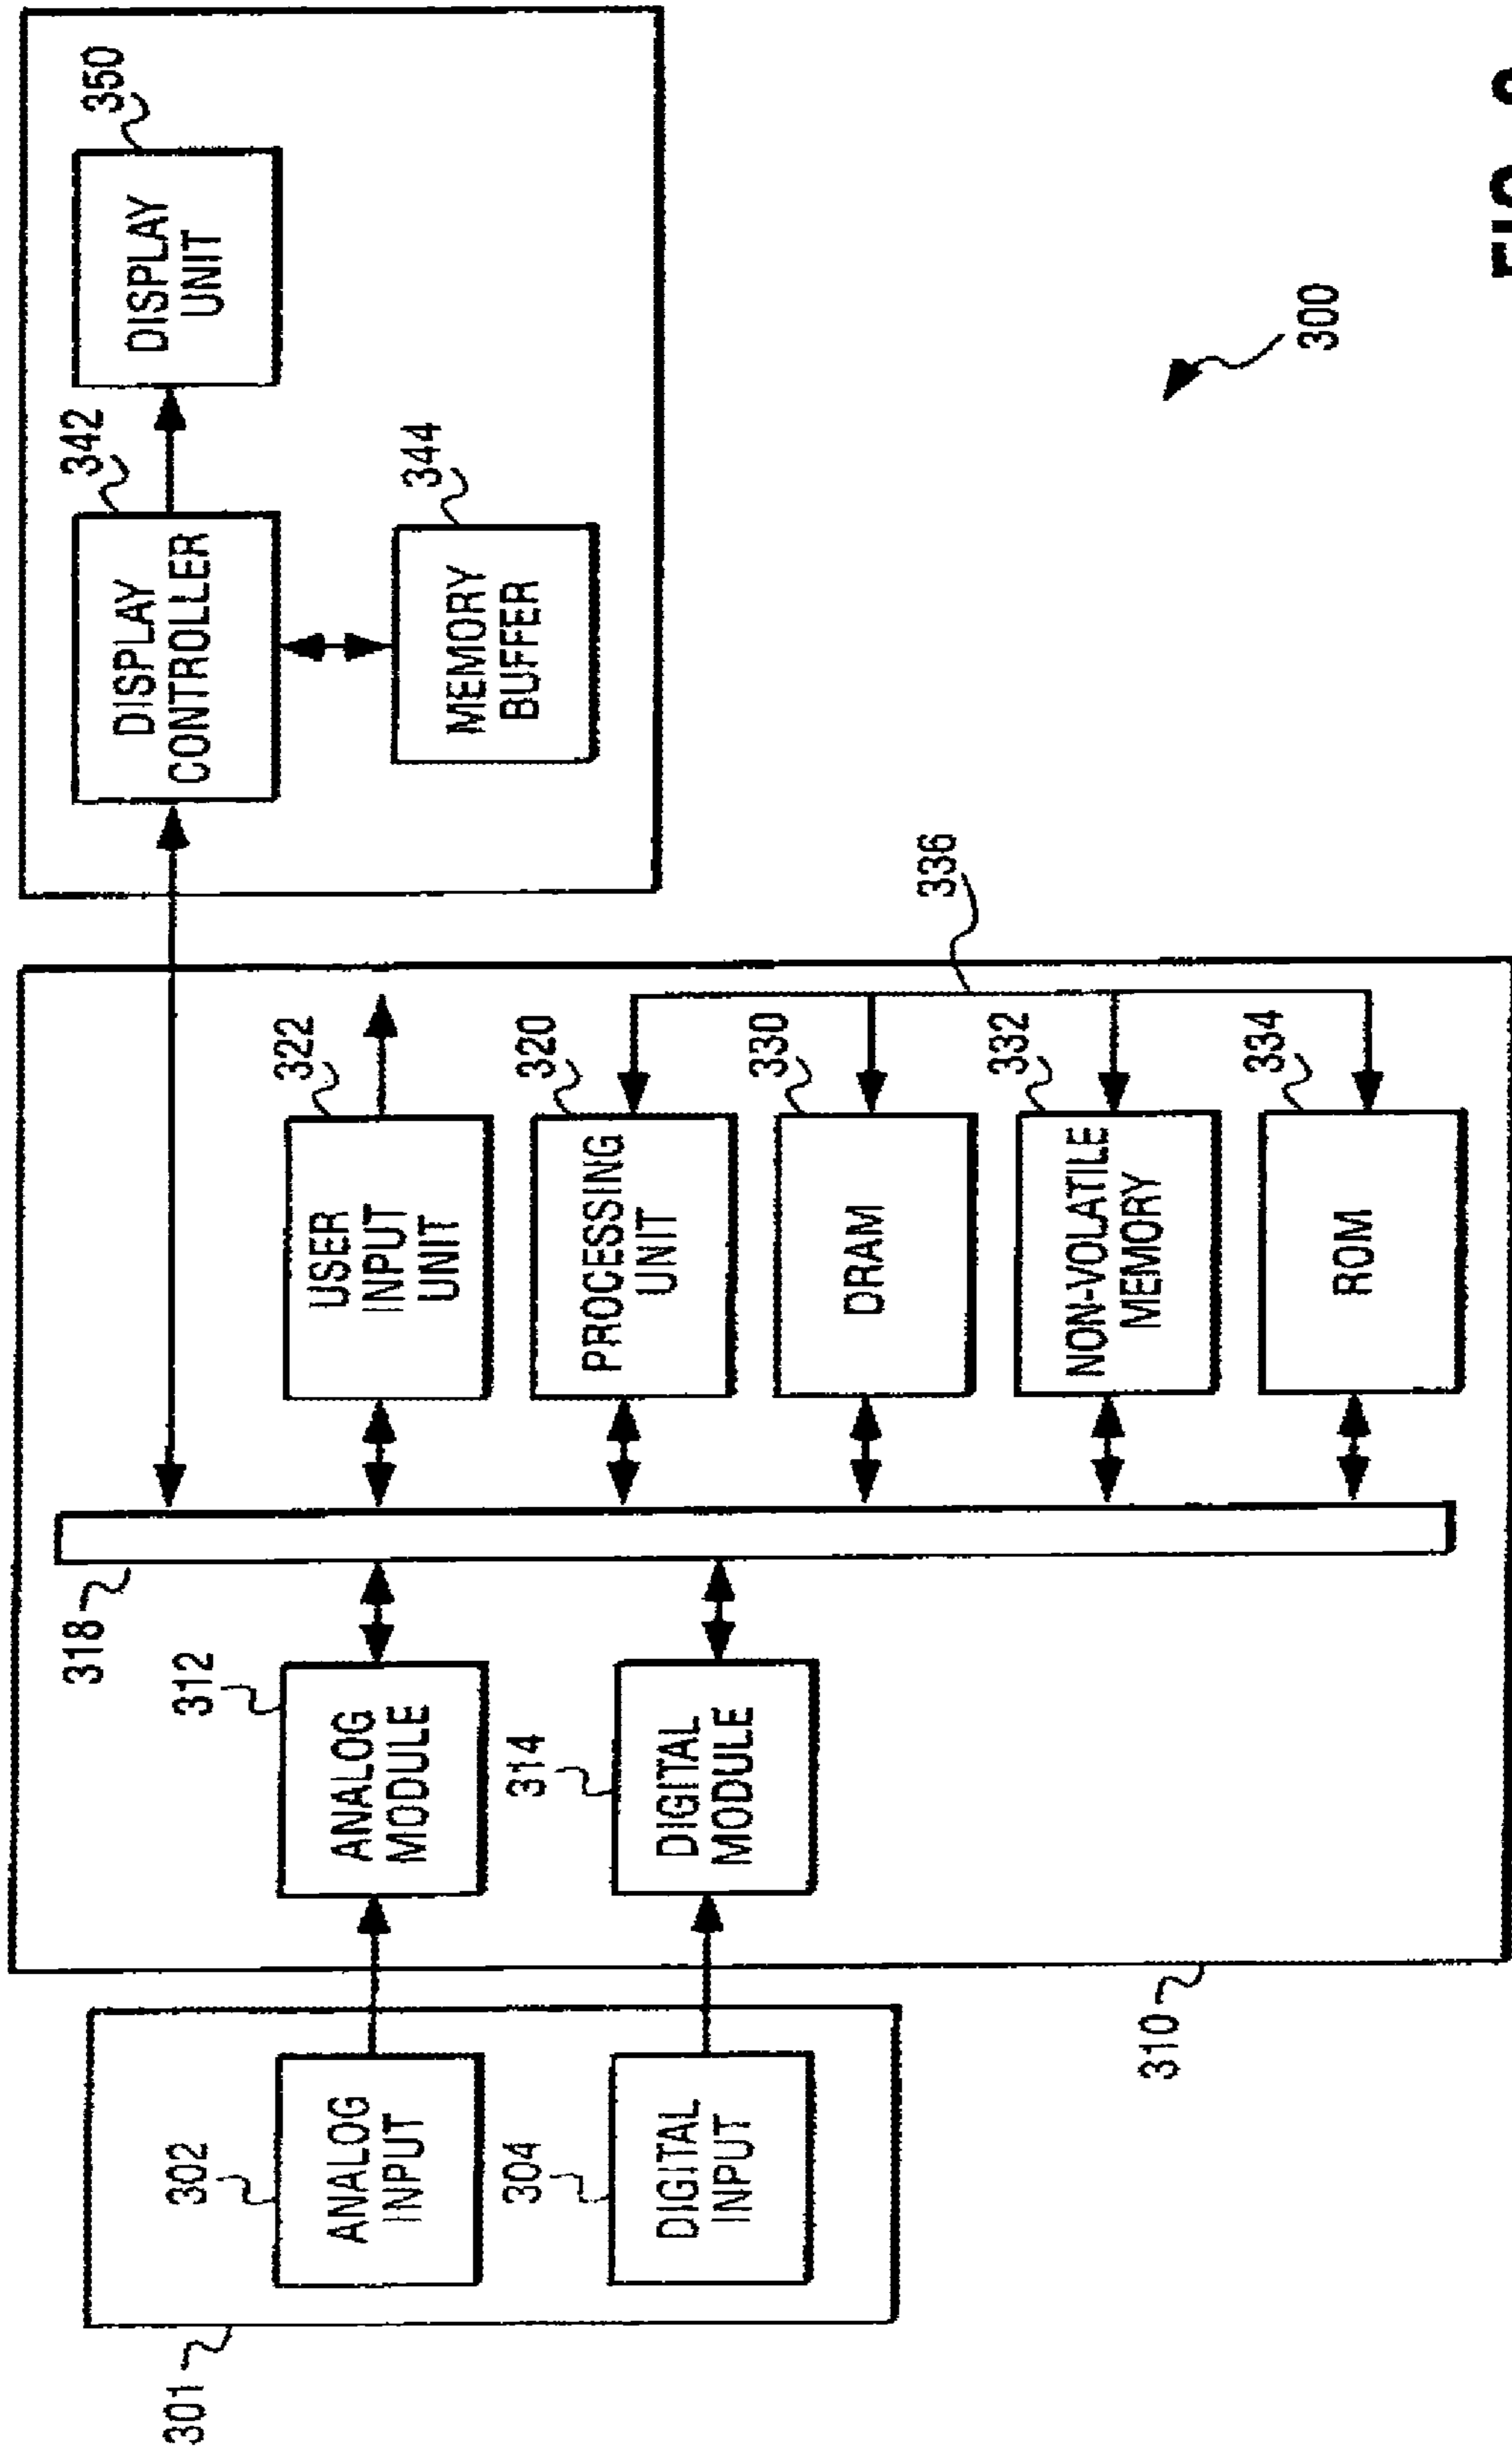 301
302
ANALOG
INPUT
304
DIGITAL
INPUT
310
312
ANALOG
MODULE
314
DIGITAL
MODULE
318
322
USER
INPUT
UNIT
320
PROCESSING
UNIT
330
DRAM
332
NON-VOLATILE
MEMORY
334
ROM
336
342
DISPLAY
CONTROLLER
344
MEMORY
BUFFER
350
DISPLAY
UNIT
300